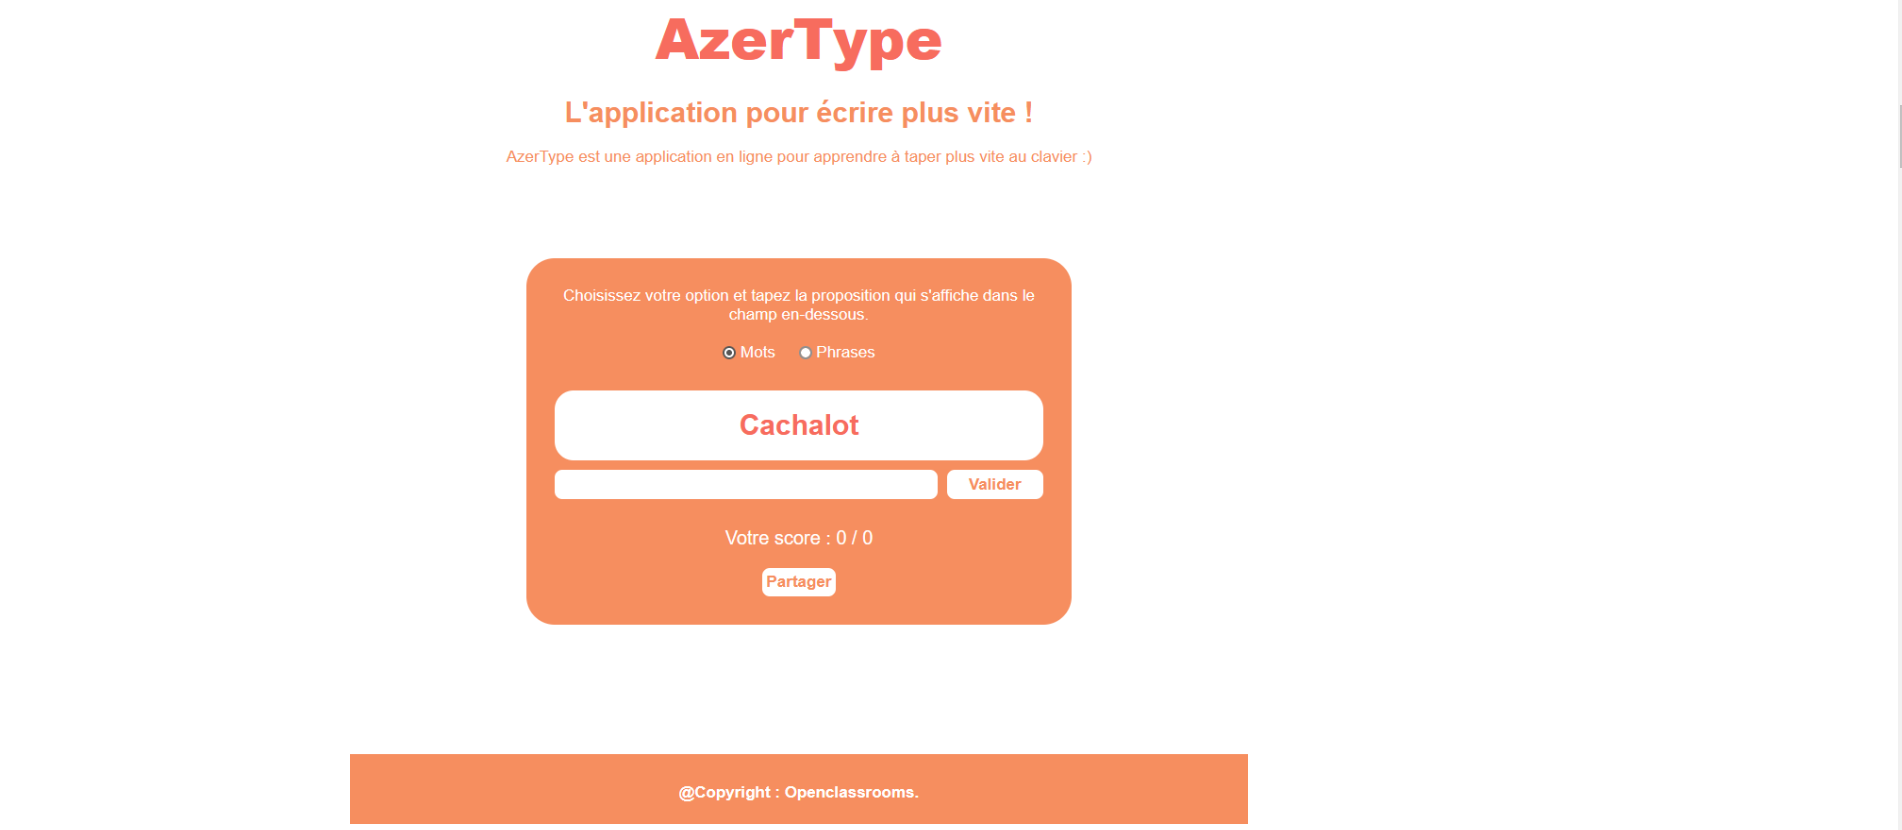 AzerType
L'application pour écrire plus vite !
AzerType est une application en ligne pour apprendre à taper plus vite au clavier :)
Choisissez votre option et tapez la proposition qui s'affiche dans le
champ en-dessous.
Mots Phrases
Cachalot
Valider
Votre score : 0 / 0
Partager
@Copyright : Openclassrooms.